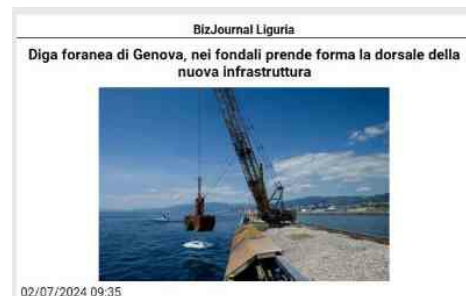 BizJournal Liguria
Diga foranea di Genova, nei fondali prende forma la dorsale della
nuova infrastruttura
02/07/2024 09:35